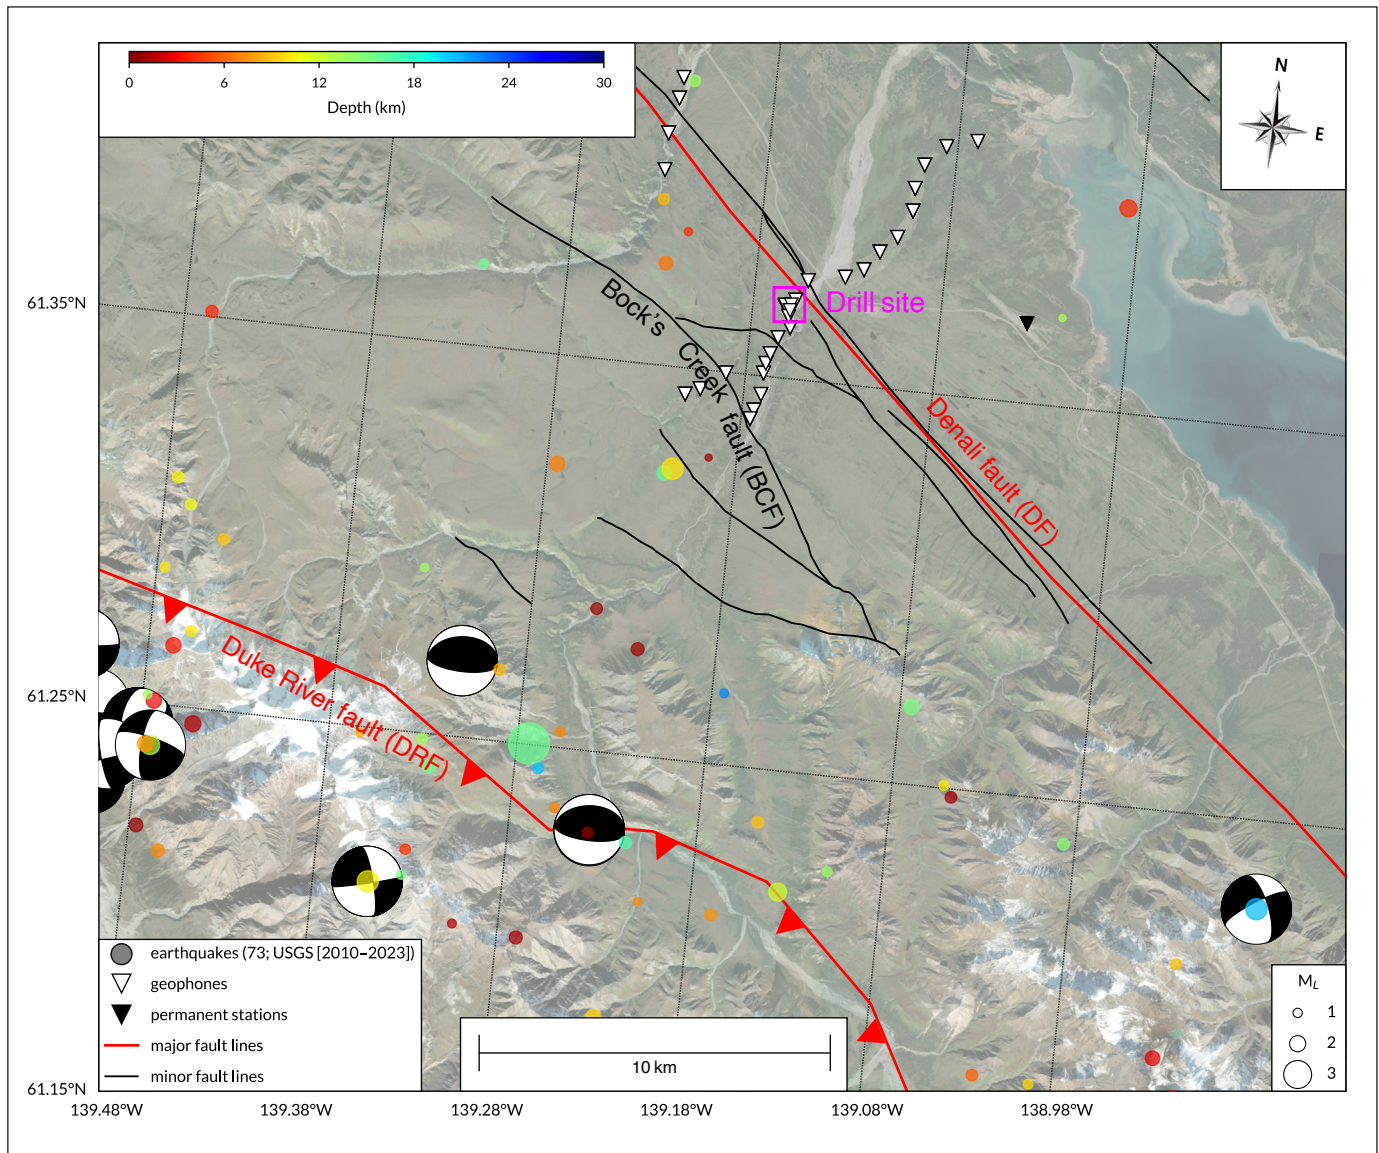 0 6 12 18 24 30
Depth (km)
N
E
Drill site
Bock's Creek fault (BCF)
Denali fault (DF)
Duke River fault (DRF)
61.35°N
61.25°N
61.15°N
earthquakes (73; USGS [2010–2023])
geophones
permanent stations
major fault lines
minor fault lines
10 km
M_L
1
2
3
139.48°W 139.38°W 139.28°W 139.18°W 139.08°W 138.98°W